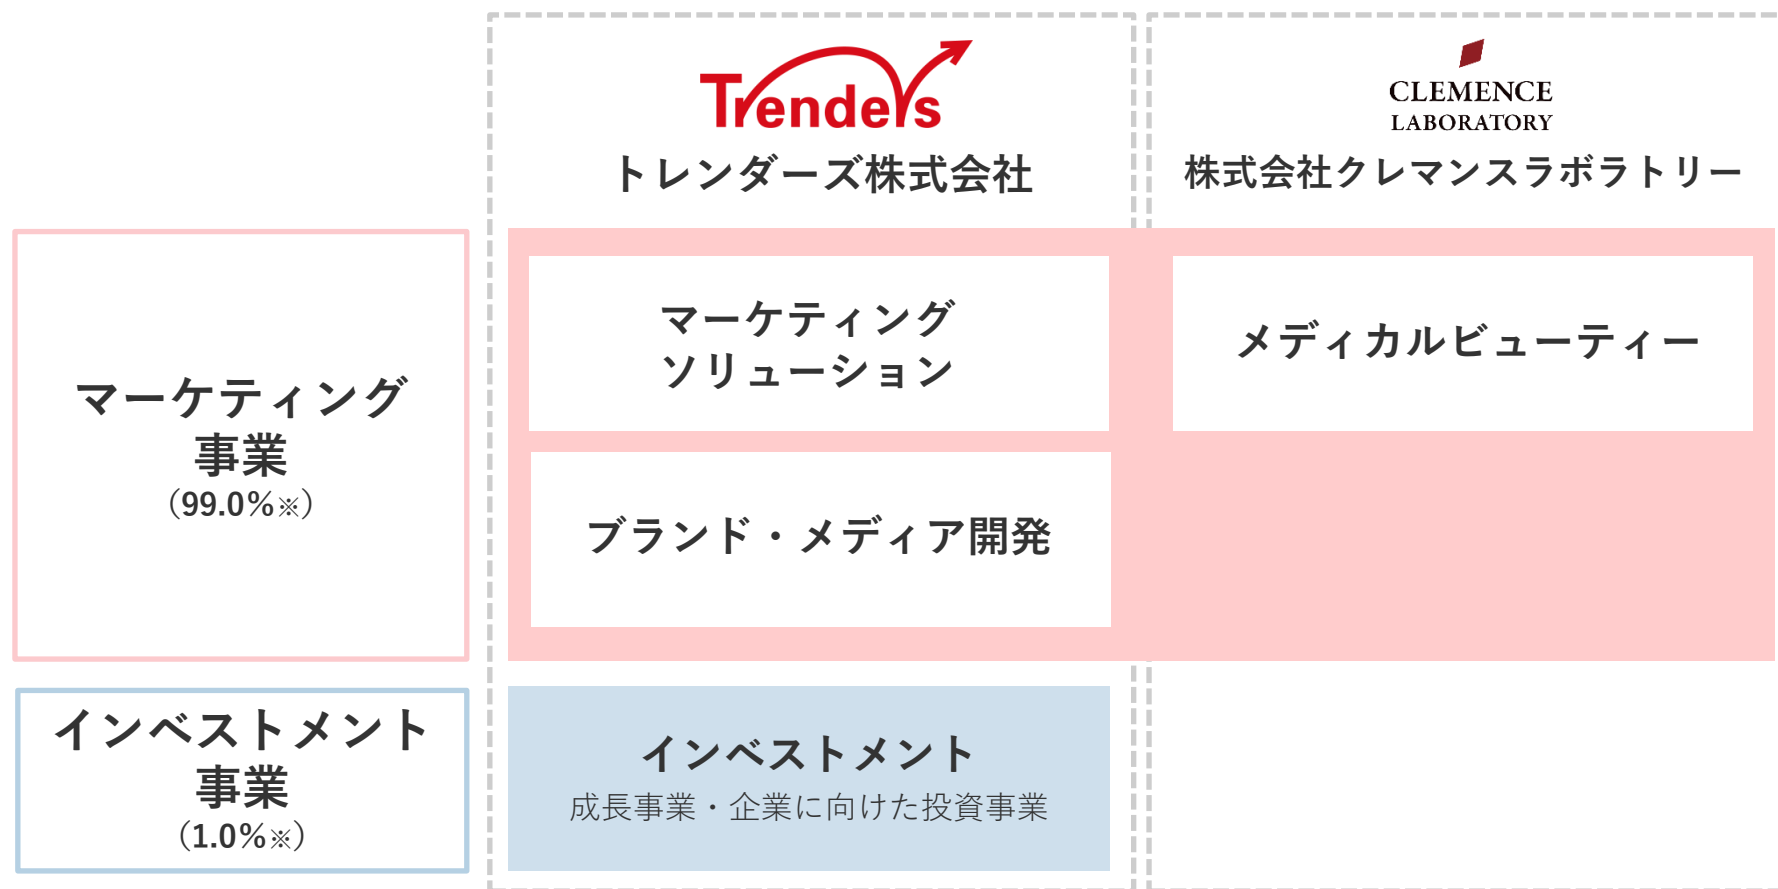 Trenders
トレンダーズ株式会社
CLEMENCE
LABORATORY
株式会社クレマンスラボラトリー
マーケティング
事業
（99.0%※）
マーケティング
ソリューション
メディカルビューティー
ブランド・メディア開発
インベストメント
事業
（1.0%※）
インベストメント
成長事業・企業に向けた投資事業